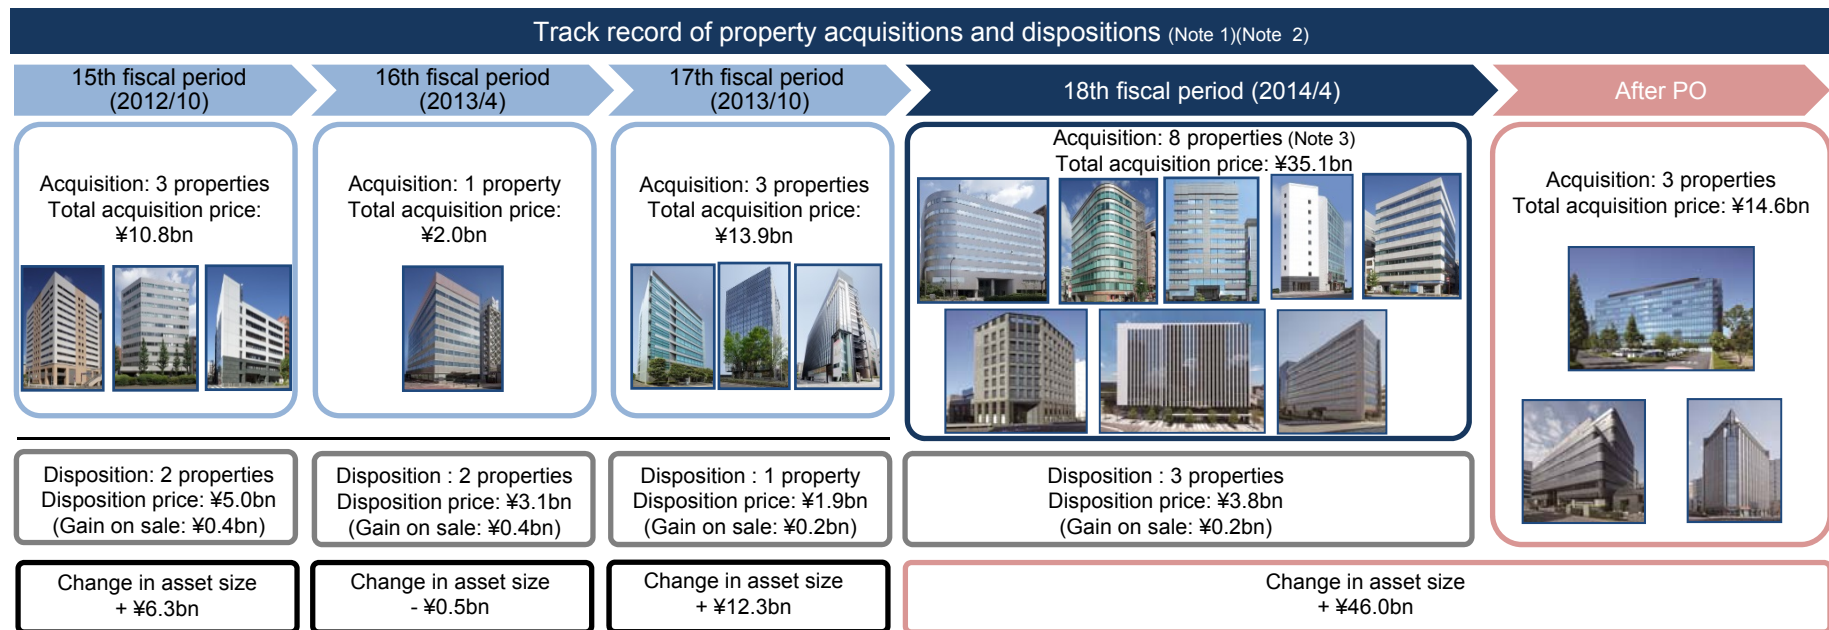 Track record of property acquisitions and dispositions (Note 1)(Note 2)
15th fiscal period
(2012/10)
16th fiscal period
(2013/4)
17th fiscal period
(2013/10)
18th fiscal period (2014/4)
After PO
Acquisition: 3 properties
Total acquisition price:
¥10.8bn
Acquisition: 1 property
Total acquisition price:
¥2.0bn
Acquisition: 3 properties
Total acquisition price:
¥13.9bn
Acquisition: 8 properties (Note 3)
Total acquisition price: ¥35.1bn
Acquisition: 3 properties
Total acquisition price: ¥14.6bn
Disposition: 2 properties
Disposition price: ¥5.0bn
(Gain on sale: ¥0.4bn)
Disposition : 2 properties
Disposition price: ¥3.1bn
(Gain on sale: ¥0.4bn)
Disposition : 1 property
Disposition price: ¥1.9bn
(Gain on sale: ¥0.2bn)
Disposition : 3 properties
Disposition price: ¥3.8bn
(Gain on sale: ¥0.2bn)
Change in asset size
+ ¥6.3bn
Change in asset size
- ¥0.5bn
Change in asset size
+ ¥12.3bn
Change in asset size
+ ¥46.0bn